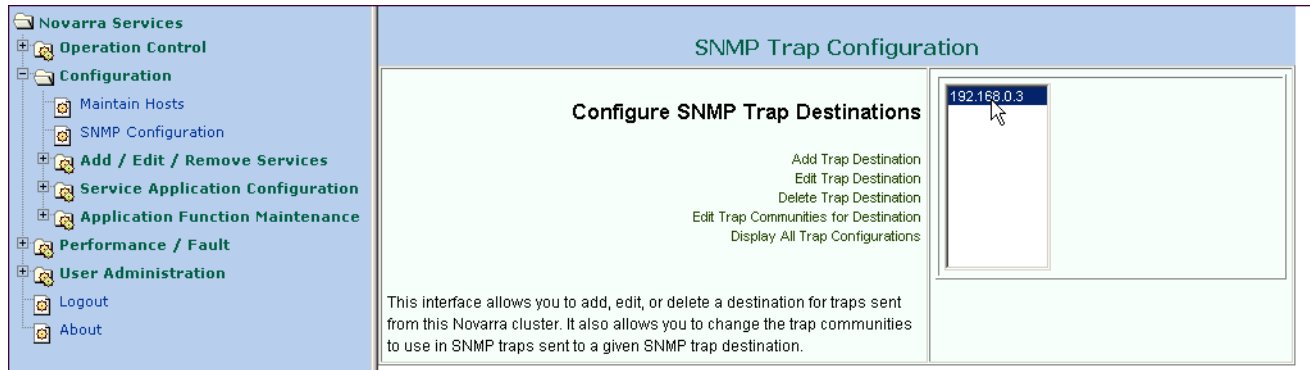 Novarra Services
Operation Control
Configuration
Maintain Hosts
SNMP Configuration
Add / Edit / Remove Services
Service Application Configuration
Application Function Maintenance
Performance / Fault
User Administration
Logout
About
SNMP Trap Configuration
Configure SNMP Trap Destinations
Add Trap Destination
Edit Trap Destination
Delete Trap Destination
Edit Trap Communities for Destination
Display All Trap Configurations
This interface allows you to add, edit, or delete a destination for traps sent
from this Novarra cluster. It also allows you to change the trap communities
to use in SNMP traps sent to a given SNMP trap destination.
192.168.0.3